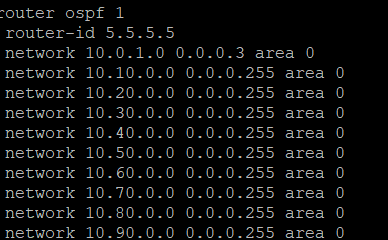 router ospf 1
router-id 5.5.5.5
network 10.0.1.0 0.0.0.3 area 0
network 10.10.0.0 0.0.0.255 area 0
network 10.20.0.0 0.0.0.255 area 0
network 10.30.0.0 0.0.0.255 area 0
network 10.40.0.0 0.0.0.255 area 0
network 10.50.0.0 0.0.0.255 area 0
network 10.60.0.0 0.0.0.255 area 0
network 10.70.0.0 0.0.0.255 area 0
network 10.80.0.0 0.0.0.255 area 0
network 10.90.0.0 0.0.0.255 area 0